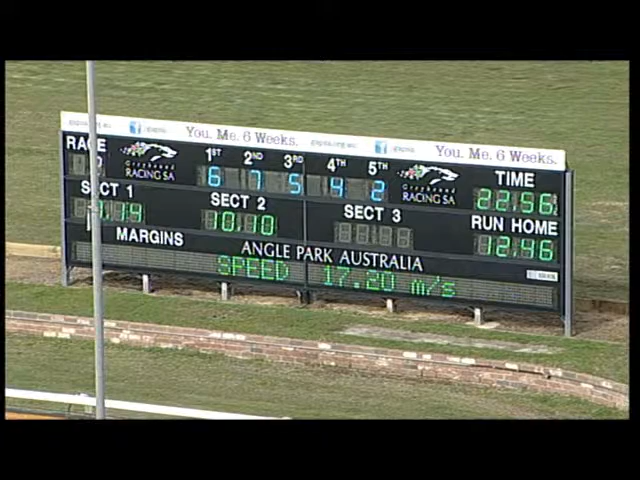 You. Me. 6 Weeks. You. Me. 6 Weeks.
RACE 1ST 2ND 3RD 4TH 5TH TIME
Greyhound RACING SA 6 7 5 4 2 Greyhound RACING SA 22.56
SECT 1 SECT 2 SECT 3 RUN HOME
10.10 12.46
MARGINS ANGLE PARK AUSTRALIA
SPEED 17.20 m/s